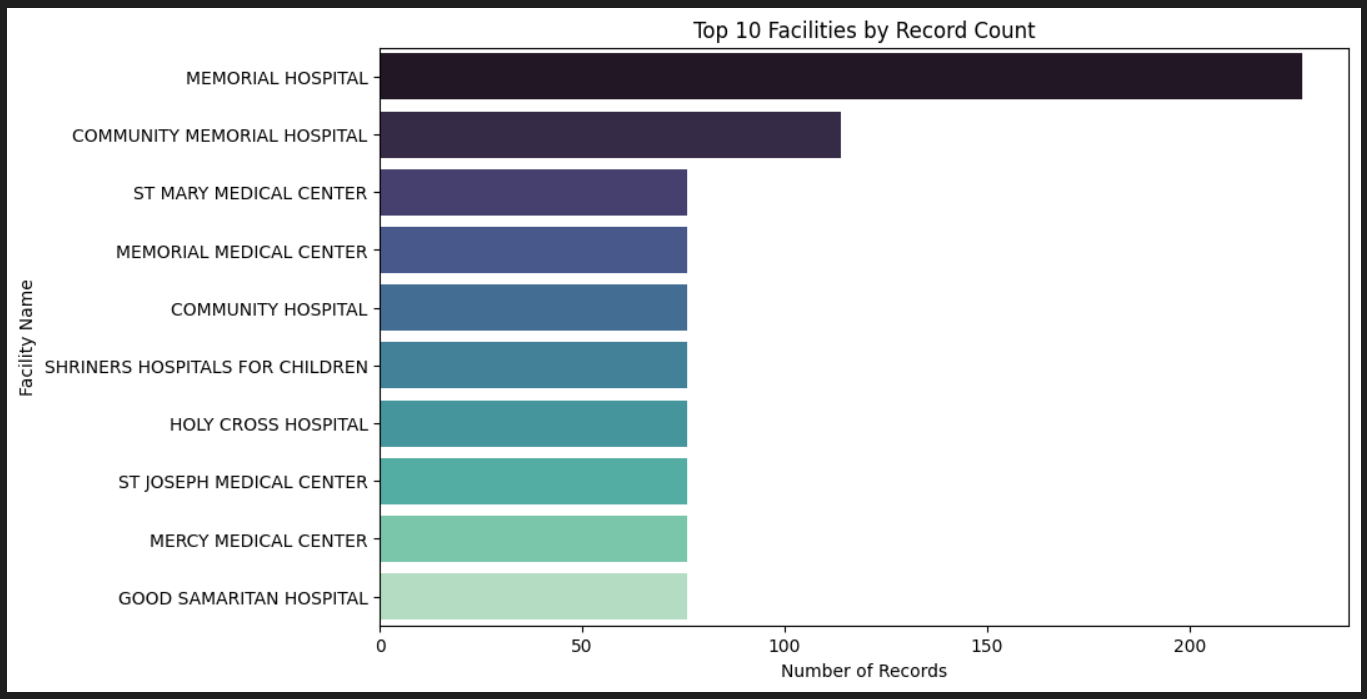 Top 10 Facilities by Record Count
Facility Name
MEMORIAL HOSPITAL
COMMUNITY MEMORIAL HOSPITAL
ST MARY MEDICAL CENTER
MEMORIAL MEDICAL CENTER
COMMUNITY HOSPITAL
SHRINERS HOSPITALS FOR CHILDREN
HOLY CROSS HOSPITAL
ST JOSEPH MEDICAL CENTER
MERCY MEDICAL CENTER
GOOD SAMARITAN HOSPITAL
0 50 100 150 200
Number of Records